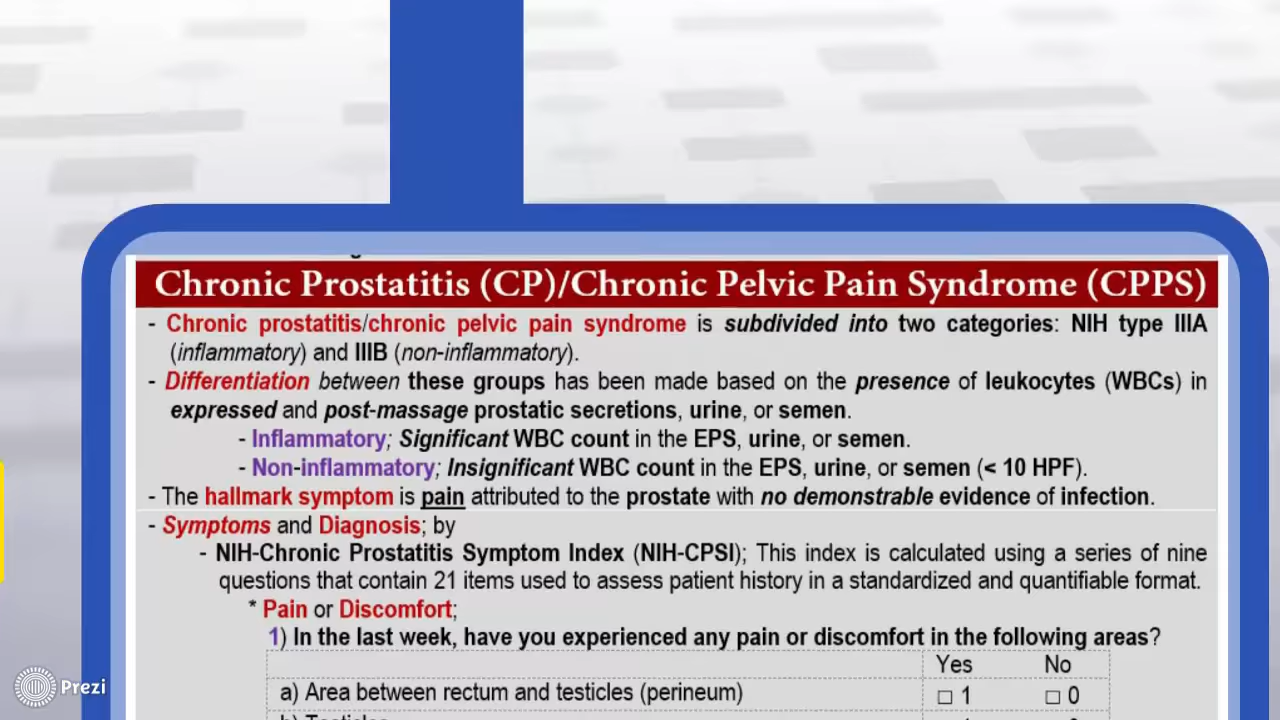 Chronic Prostatitis (CP)/Chronic Pelvic Pain Syndrome (CPPS)
- Chronic prostatitis/chronic pelvic pain syndrome is subdivided into two categories: NIH type IIIA
(inflammatory) and IIIB (non-inflammatory).
- Differentiation between these groups has been made based on the presence of leukocytes (WBCs) in
expressed and post-massage prostatic secretions, urine, or semen.
- Inflammatory; Significant WBC count in the EPS, urine, or semen.
- Non-inflammatory; Insignificant WBC count in the EPS, urine, or semen (< 10 HPF).
- The hallmark symptom is pain attributed to the prostate with no demonstrable evidence of infection.
- Symptoms and Diagnosis; by
- NIH-Chronic Prostatitis Symptom Index (NIH-CPSI); This index is calculated using a series of nine
questions that contain 21 items used to assess patient history in a standardized and quantifiable format.
* Pain or Discomfort;
1) In the last week, have you experienced any pain or discomfort in the following areas?
Yes No
a) Area between rectum and testicles (perineum) □ 1 □ 0
b) Testicles
Prezi